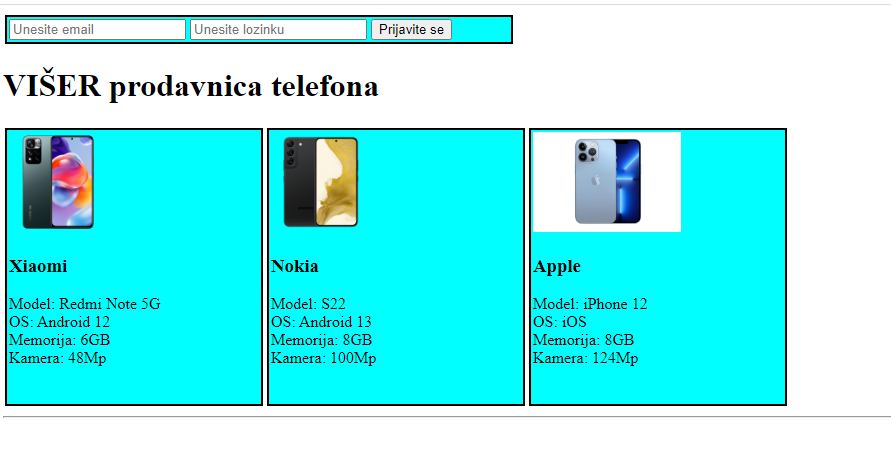 Unesite email Unesite lozinku Prijavite se
VIŠER prodavnica telefona
Xiaomi
Model: Redmi Note 5G
OS: Android 12
Memorija: 6GB
Kamera: 48Mp
Nokia
Model: S22
OS: Android 13
Memorija: 8GB
Kamera: 100Mp
Apple
Model: iPhone 12
OS: iOS
Memorija: 8GB
Kamera: 124Mp